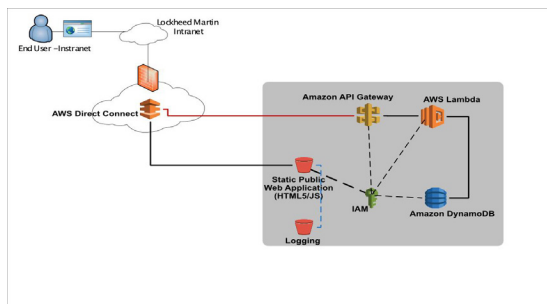 Lockheed Martin
Intranet
End User –Instranet
AWS Direct Connect
Amazon API Gateway
AWS Lambda
Static Public
Web Application
(HTML5/JS)
IAM
Amazon DynamoDB
Logging